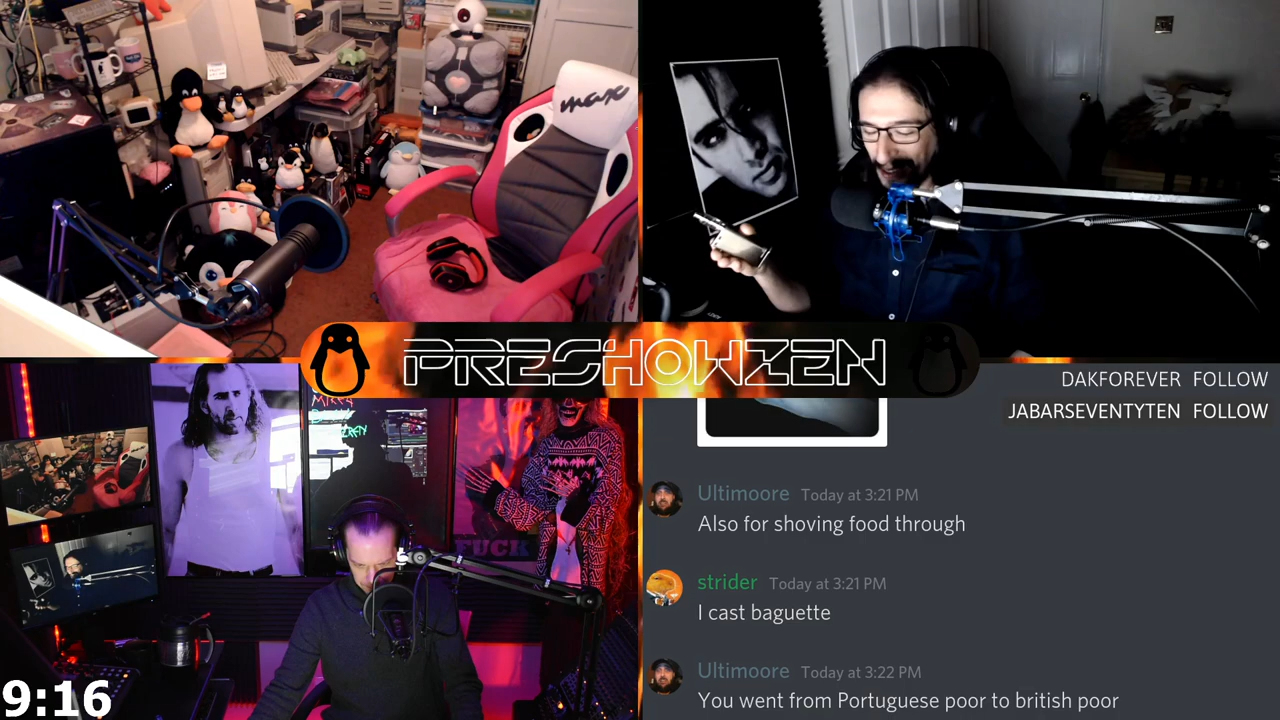 max
PRESHOWZEN
DAKFOREVER FOLLOW
JABARSEVENTYTEN FOLLOW
Ultimoore Today at 3:21 PM
Also for shoving food through
strider Today at 3:21 PM
I cast baguette
Ultimoore Today at 3:22 PM
You went from Portuguese poor to british poor
FUCK
9:16